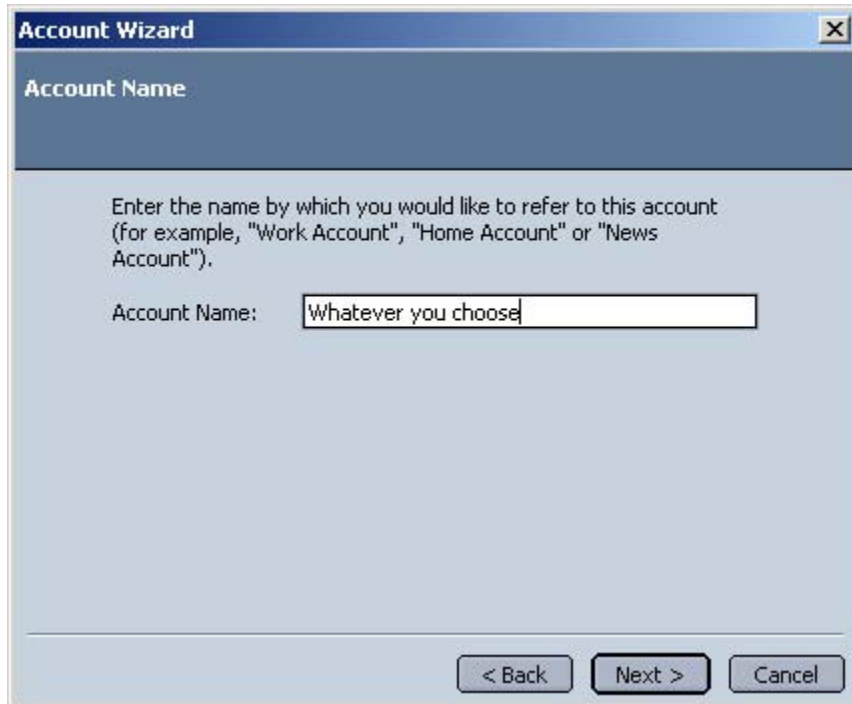 Account Wizard
Account Name
Enter the name by which you would like to refer to this account
(for example, "Work Account", "Home Account" or "News
Account").
Account Name: Whatever you choose
< Back Next > Cancel